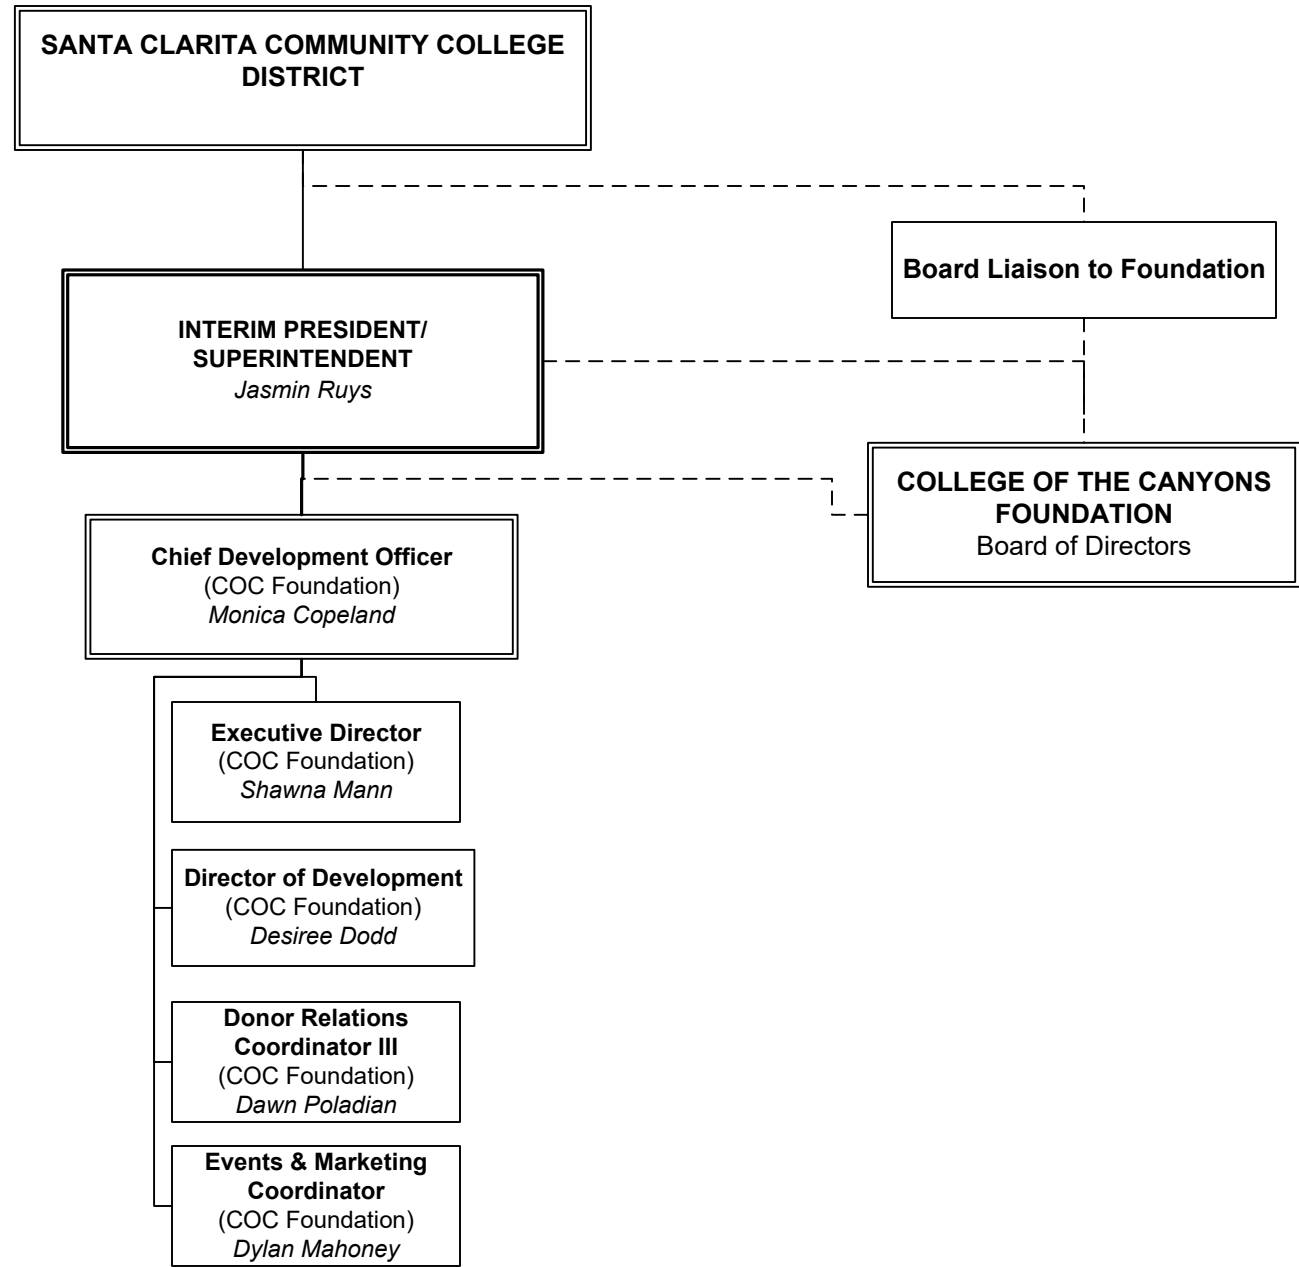 SANTA CLARITA COMMUNITY COLLEGE
DISTRICT
Board Liaison to Foundation
INTERIM PRESIDENT/
SUPERINTENDENT
Jasmin Ruys
COLLEGE OF THE CANYONS
FOUNDATION
Board of Directors
Chief Development Officer
(COC Foundation)
Monica Copeland
Executive Director
(COC Foundation)
Shawna Mann
Director of Development
(COC Foundation)
Desiree Dodd
Donor Relations
Coordinator III
(COC Foundation)
Dawn Poladian
Events & Marketing
Coordinator
(COC Foundation)
Dylan Mahoney